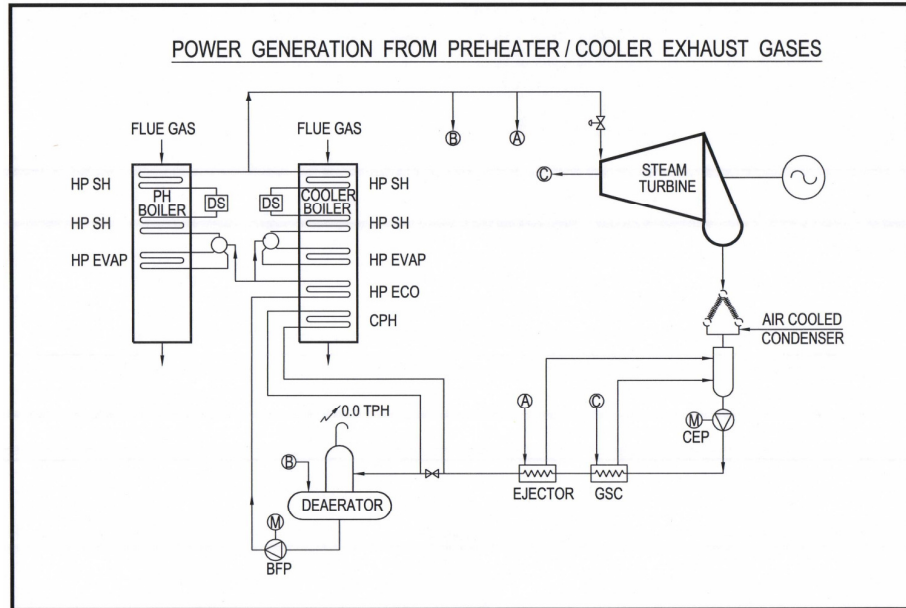 POWER GENERATION FROM PREHEATER / COOLER EXHAUST GASES
FLUE GAS
FLUE GAS
B
A
C
STEAM
TURBINE
HP SH
PH
BOILER
DS
DS
COOLER
BOILER
HP SH
HP SH
HP SH
HP EVAP
HP EVAP
HP ECO
CPH
AIR COOLED
CONDENSER
0.0 TPH
A
C
M
CEP
B
DEAERATOR
EJECTOR
GSC
M
BFP